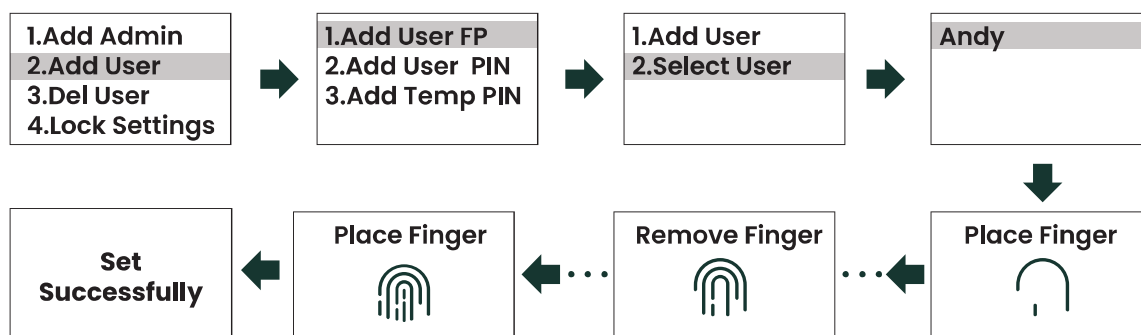 1.Add Admin
2.Add User
3.Del User
4.Lock Settings
1.Add User FP
2.Add User PIN
3.Add Temp PIN
1.Add User
2.Select User
Andy
Place Finger
Remove Finger
Place Finger
Set
Successfully